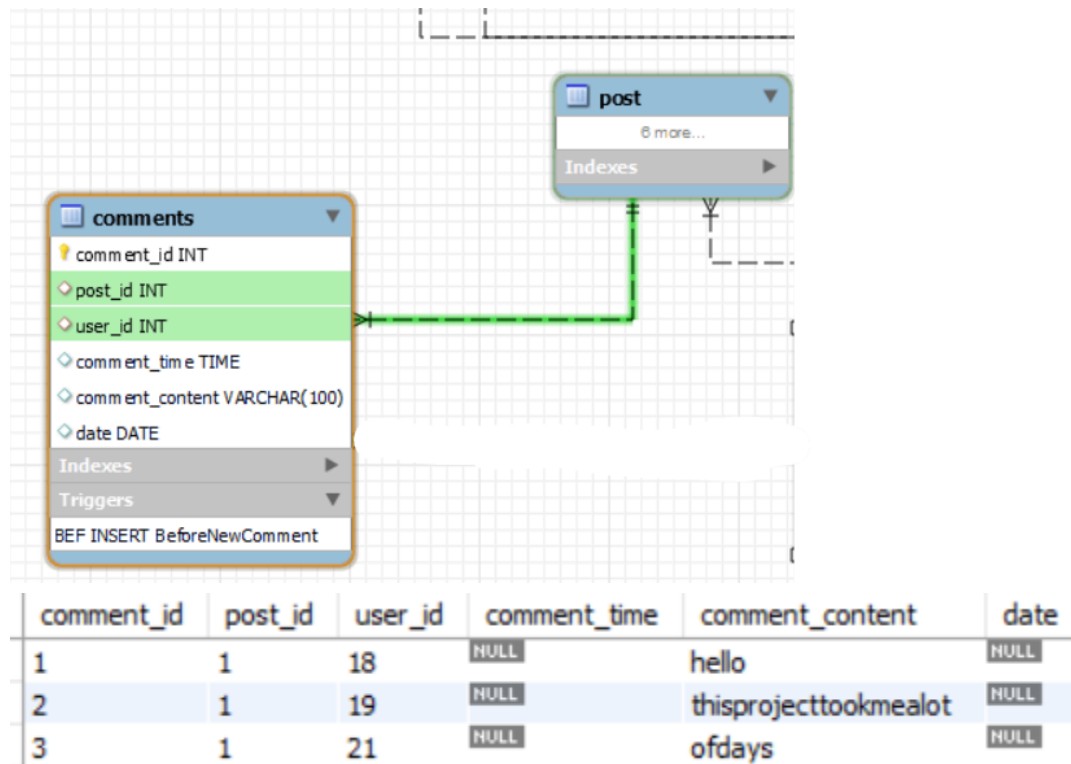 post
6 more...
Indexes
comments
comment_id INT
post_id INT
user_id INT
comment_time TIME
comment_content VARCHAR(100)
date DATE
Indexes
Triggers
BEF INSERT BeforeNewComment
comment_id post_id user_id comment_time comment_content date
1 1 18 NULL hello NULL
2 1 19 NULL thisprojecttookmealot NULL
3 1 21 NULL ofdays NULL